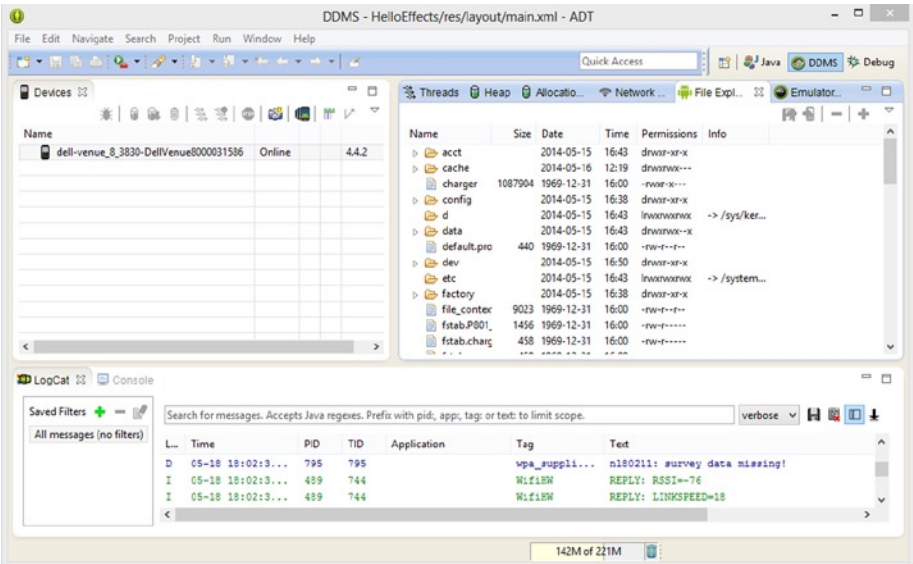 DDMS - HelloEffects/res/layout/main.xml - ADT
File Edit Navigate Search Project Run Window Help
Quick Access Java DDMS Debug
Devices
Name
dell-venue_8_3830-DellVenue8000031586 Online 4.4.2
Threads Heap Allocatio... Network ... File Expl... Emulator...
Name Size Date Time Permissions Info
acct 2014-05-15 16:43 drwxr-xr-x
cache 2014-05-16 12:19 drwxrwx---
charger 1087904 1969-12-31 16:00 -rwxr-x---
config 2014-05-15 16:38 drwxr-xr-x
d 2014-05-15 16:43 lrwxrwxrwx -> /sys/ker...
data 2014-05-15 16:43 drwxrwx--x
default.pro 440 1969-12-31 16:00 -rw-r--r--
dev 2014-05-15 16:50 drwxr-xr-x
etc 2014-05-15 16:43 lrwxrwxrwx -> /system...
factory 2014-05-15 16:38 drwxr-xr-x
file_contex 9023 1969-12-31 16:00 -rw-r--r--
fstab.P801_ 1456 1969-12-31 16:00 -rw-r-----
fstab.charg 458 1969-12-31 16:00 -rw-r-----
LogCat Console
Saved Filters
All messages (no filters)
Search for messages. Accepts Java regexes. Prefix with pid:, app:, tag: or text: to limit scope. verbose
L... Time PID TID Application Tag Text
D 05-18 18:02:3... 795 795 wpa_suppli... nl80211: survey data missing!
I 05-18 18:02:3... 489 744 WifiHW REPLY: RSSI=-76
I 05-18 18:02:3... 489 744 WifiHW REPLY: LINKSPEED=18
142M of 221M